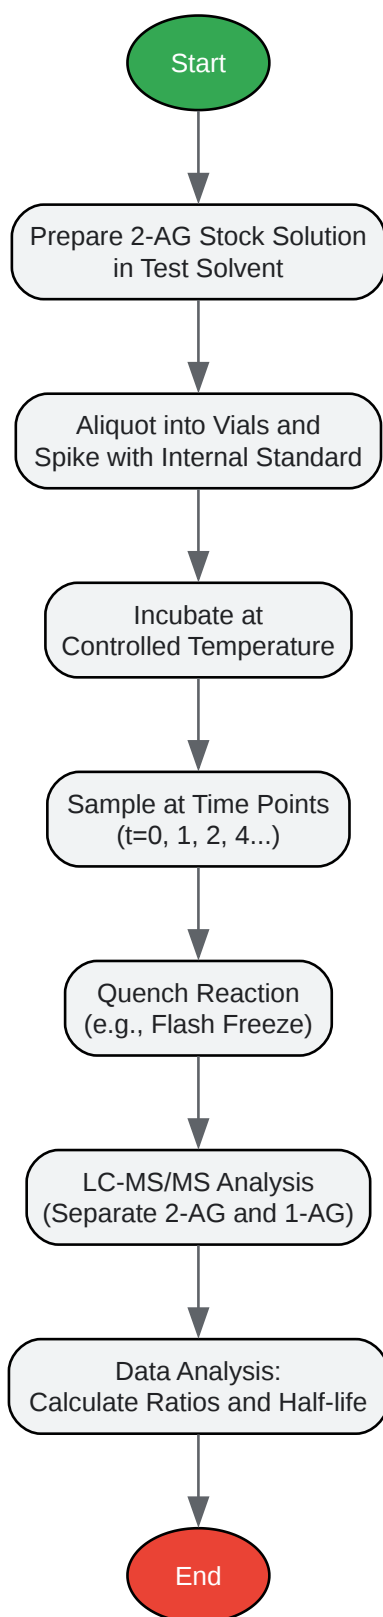 Start
Prepare 2-AG Stock Solution
in Test Solvent
Aliquot into Vials and
Spike with Internal Standard
Incubate at
Controlled Temperature
Sample at Time Points
(t=0, 1, 2, 4...)
Quench Reaction
(e.g., Flash Freeze)
LC-MS/MS Analysis
(Separate 2-AG and 1-AG)
Data Analysis:
Calculate Ratios and Half-life
End